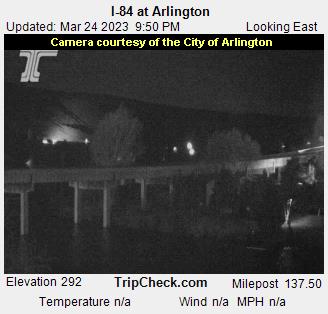 I-84 at Arlington
Updated: Mar 24 2023 9:50 PM Looking East
Camera courtesy of the City of Arlington
Elevation 292 TripCheck.com Milepost 137.50
Temperature n/a Wind n/a MPH n/a